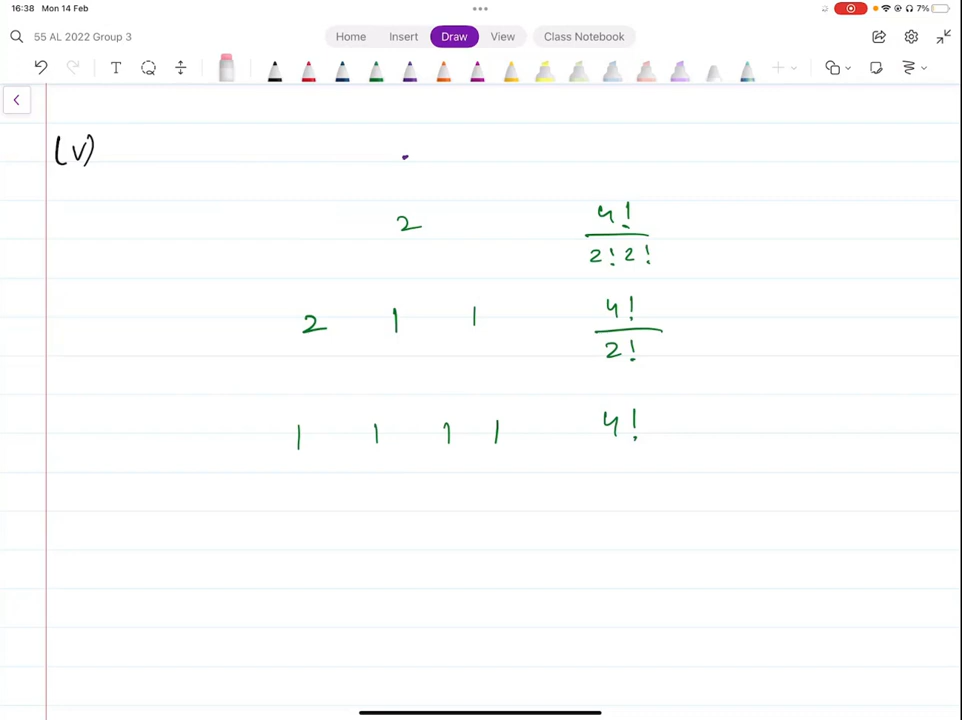 16:38 Mon 14 Feb 7%
55 AL 2022 Group 3 Home Insert Draw View Class Notebook
T
(V)
2 4!/2!2!
2 1 1 4!/2!
1 1 1 1 4!